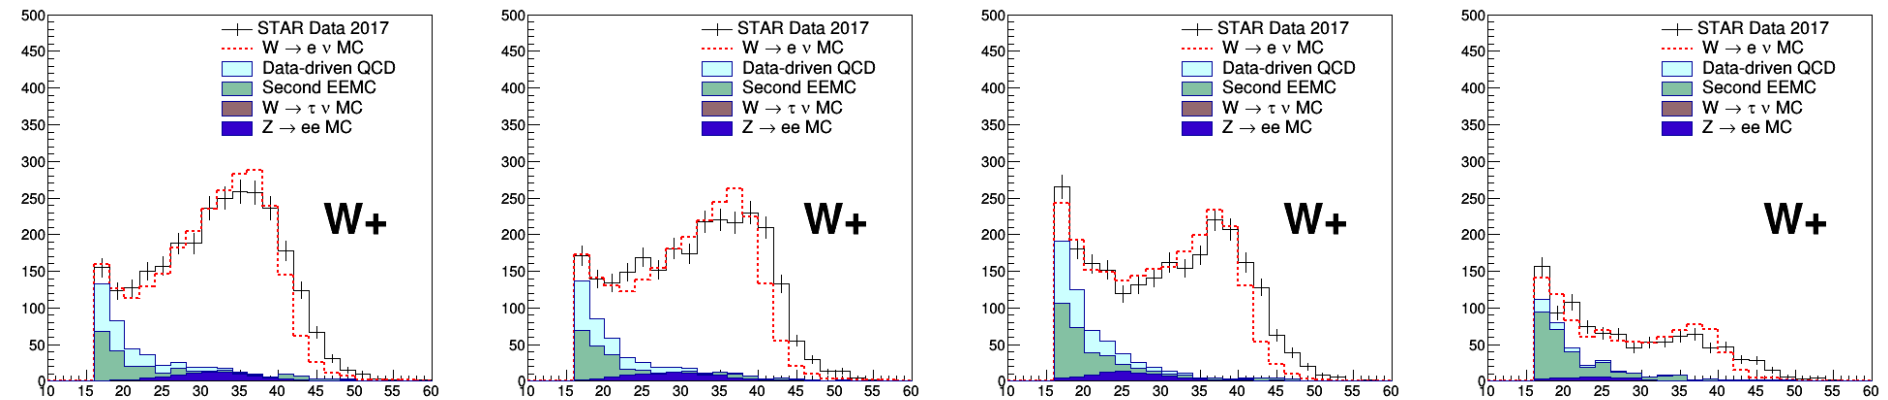 500
450
400
350
300
250
200
150
100
50
0
10 15 20 25 30 35 40 45 50 55 60
STAR Data 2017
W → e ν MC
Data-driven QCD
Second EEMC
W → τ ν MC
Z → ee MC
W+
500
450
400
350
300
250
200
150
100
50
0
10 15 20 25 30 35 40 45 50 55 60
STAR Data 2017
W → e ν MC
Data-driven QCD
Second EEMC
W → τ ν MC
Z → ee MC
W+
500
450
400
350
300
250
200
150
100
50
0
10 15 20 25 30 35 40 45 50 55 60
STAR Data 2017
W → e ν MC
Data-driven QCD
Second EEMC
W → τ ν MC
Z → ee MC
W+
500
450
400
350
300
250
200
150
100
50
0
10 15 20 25 30 35 40 45 50 55 60
STAR Data 2017
W → e ν MC
Data-driven QCD
Second EEMC
W → τ ν MC
Z → ee MC
W+